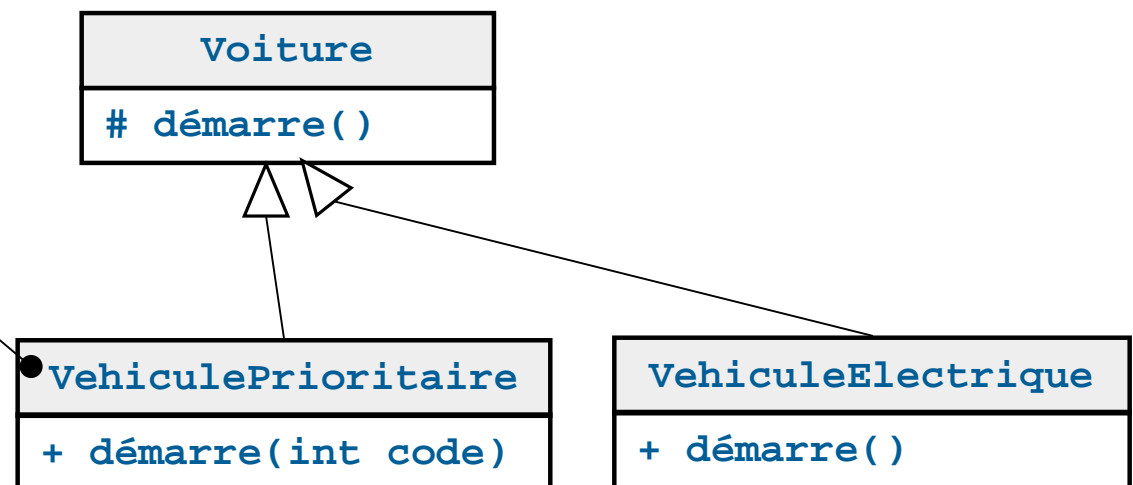 Voiture
# démarre()
VehiculePrioritaire
+ démarre(int code)
VehiculeElectrique
+ démarre()